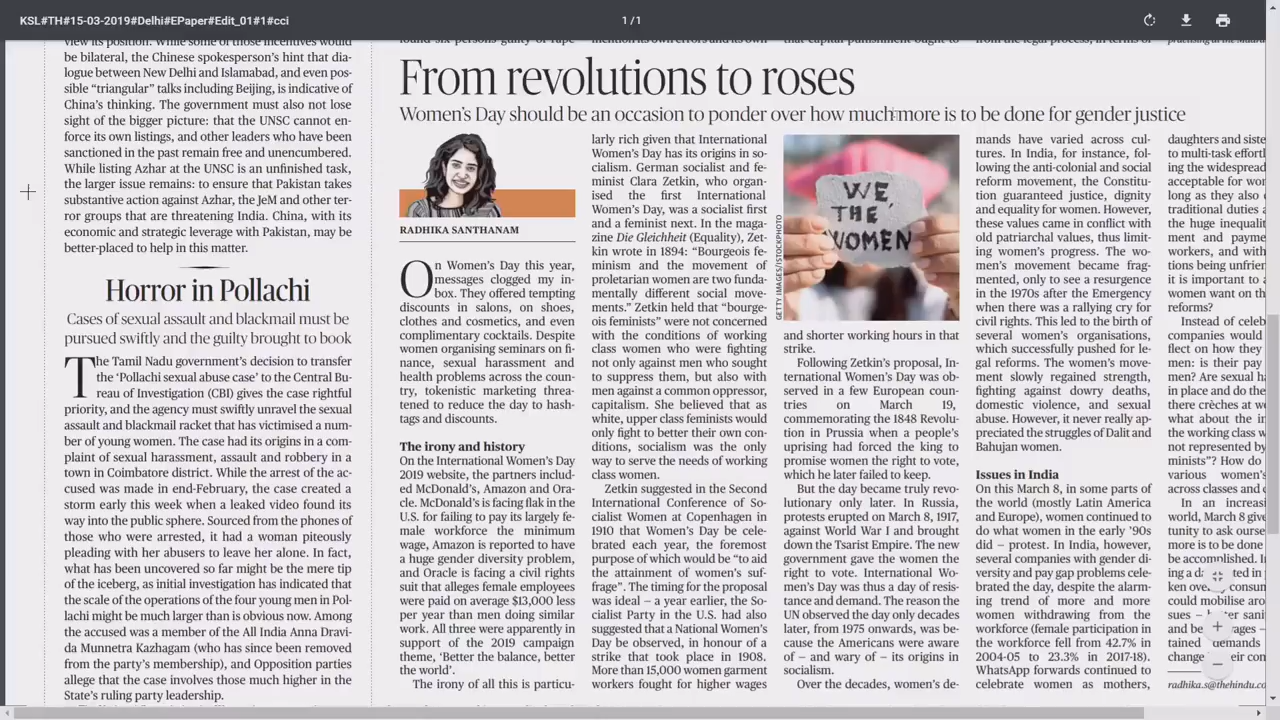 KSL#TH#15-03-2019#Delhi#EPaper#Edit_01#1#cci
1 / 1
view its position. While some of those incentives would
be bilateral, the Chinese spokesperson's hint that dia-
logue between New Delhi and Islamabad, and even pos-
sible “triangular” talks including Beijing, is indicative of
China's thinking. The government must also not lose
sight of the bigger picture: that the UNSC cannot en-
force its own listings, and other leaders who have been
sanctioned in the past remain free and unencumbered.
While listing Azhar at the UNSC is an unfinished task,
the larger issue remains: to ensure that Pakistan takes
substantive action against Azhar, the JeM and other ter-
ror groups that are threatening India. China, with its
economic and strategic leverage with Pakistan, may be
better-placed to help in this matter.
Horror in Pollachi
Cases of sexual assault and blackmail must be
pursued swiftly and the guilty brought to book
The Tamil Nadu government's decision to transfer
the ‘Pollachi sexual abuse case’ to the Central Bu-
reau of Investigation (CBI) gives the case rightful
priority, and the agency must swiftly unravel the sexual
assault and blackmail racket that has victimised a num-
ber of young women. The case had its origins in a com-
plaint of sexual harassment, assault and robbery in a
town in Coimbatore district. While the arrest of the ac-
cused was made in end-February, the case created a
storm early this week when a leaked video found its
way into the public sphere. Sourced from the phones of
those who were arrested, it had a woman piteously
pleading with her abusers to leave her alone. In fact,
what has been uncovered so far might be the mere tip
of the iceberg, as initial investigation has indicated that
the scale of the operations of the four young men in Pol-
lachi might be much larger than is obvious now. Among
the accused was a member of the All India Anna Dravi-
da Munnetra Kazhagam (who has since been removed
from the party's membership), and Opposition parties
allege that the case involves those much higher in the
State's ruling party leadership.
From revolutions to roses
Women's Day should be an occasion to ponder over how much more is to be done for gender justice
RADHIKA SANTHANAM
On Women's Day this year,
messages clogged my in-
box. They offered tempting
discounts in salons, on shoes,
clothes and cosmetics, and even
complimentary cocktails. Despite
women organising seminars on fi-
nance, sexual harassment and
health problems across the coun-
try, tokenistic marketing threa-
tened to reduce the day to hash-
tags and discounts.
The irony and history
On the International Women's Day
2019 website, the partners includ-
ed McDonald's, Amazon and Ora-
cle. McDonald's is facing flak in the
U.S. for failing to pay its largely fe-
male workforce the minimum
wage, Amazon is reported to have
a huge gender diversity problem,
and Oracle is facing a civil rights
suit that alleges female employees
were paid on average $13,000 less
per year than men doing similar
work. All three were apparently in
support of the 2019 campaign
theme, ‘Better the balance, better
the world’.
The irony of all this is particu-
larly rich given that International
Women's Day has its origins in so-
cialism. German socialist and fe-
minist Clara Zetkin, who organ-
ised the first International
Women's Day, was a socialist first
and a feminist next. In the maga-
zine Die Gleichheit (Equality), Zet-
kin wrote in 1894: “Bourgeois fe-
minism and the movement of
proletarian women are two funda-
mentally different social move-
ments.” Zetkin held that “bourge-
ois feminists” were not concerned
with the conditions of working
class women who were fighting
not only against men who sought
to suppress them, but also with
men against a common oppressor,
capitalism. She believed that as
white, upper class feminists would
only fight to better their own con-
ditions, socialism was the only
way to serve the needs of working
class women.
Zetkin suggested in the Second
International Conference of So-
cialist Women at Copenhagen in
1910 that Women's Day be cele-
brated each year, the foremost
purpose of which would be “to aid
the attainment of women's suf-
frage”. The timing for the proposal
was ideal – a year earlier, the So-
cialist Party in the U.S. had also
suggested that a National Women's
Day be observed, in honour of a
strike that took place in 1908.
More than 15,000 women garment
workers fought for higher wages
WE,
THE,
WOMEN
GETTY IMAGES/ISTOCKPHOTO
and shorter working hours in that
strike.
Following Zetkin's proposal, In-
ternational Women's Day was ob-
served in a few European coun-
tries on March 19,
commemorating the 1848 Revolu-
tion in Prussia when a people's
uprising had forced the king to
promise women the right to vote,
which he later failed to keep.
But the day became truly revo-
lutionary only later. In Russia,
protests erupted on March 8, 1917,
against World War I and brought
down the Tsarist Empire. The new
government gave the women the
right to vote. International Wo-
men's Day was thus a day of resis-
tance and demand. The reason the
UN observed the day only decades
later, from 1975 onwards, was be-
cause the Americans were aware
of – and wary of – its origins in
socialism.
Over the decades, women's de-
mands have varied across cul-
tures. In India, for instance, fol-
lowing the anti-colonial and social
reform movement, the Constitu-
tion guaranteed justice, dignity
and equality for women. However,
these values came in conflict with
old patriarchal values, thus limit-
ing women's progress. The wo-
men's movement became frag-
mented, only to see a resurgence
in the 1970s after the Emergency
when there was a rallying cry for
civil rights. This led to the birth of
several women's organisations,
which successfully pushed for le-
gal reforms. The women's move-
ment slowly regained strength,
fighting against dowry deaths,
domestic violence, and sexual
abuse. However, it never really ap-
preciated the struggles of Dalit and
Bahujan women.
Issues in India
On this March 8, in some parts of
the world (mostly Latin America
and Europe), women continued to
do what women in the early '90s
did – protest. In India, however,
several companies with gender di-
versity and pay gap problems cele-
brated the day, despite the alarm-
ing trend of more and more
women withdrawing from the
workforce (female participation in
the workforce fell from 42.7% in
2004-05 to 23.3% in 2017-18).
WhatsApp forwards continued to
celebrate women as mothers,
daughters and siste
to multi-task effortl
ing the widespread
acceptable for wor
long as they also
traditional duties a
the huge inequali
ment and payme
workers, and with
tions being unfrien
it is important to
women want on th
reforms?
Instead of celeb
companies would
flect on how they
men: is their pay
men? Are sexual ha
in place and do the
there crèches at wo
what about the in
the working class w
not represented by
minists”? How do
various women's
across classes and c
In an increasi
world, March 8 give
tunity to ask ourse
more is to be done
be accomplished. I
radhika.s@thehindu.co